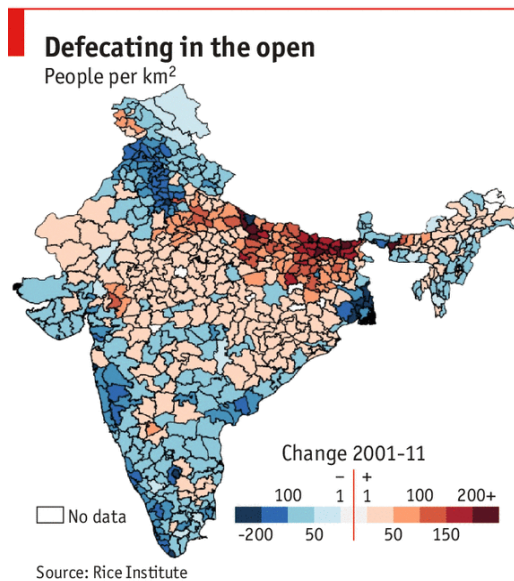 Defecating in the open
People per km²
Change 2001-11
– +
100 1 1 100 200+
-200 50 50 150
No data
Source: Rice Institute